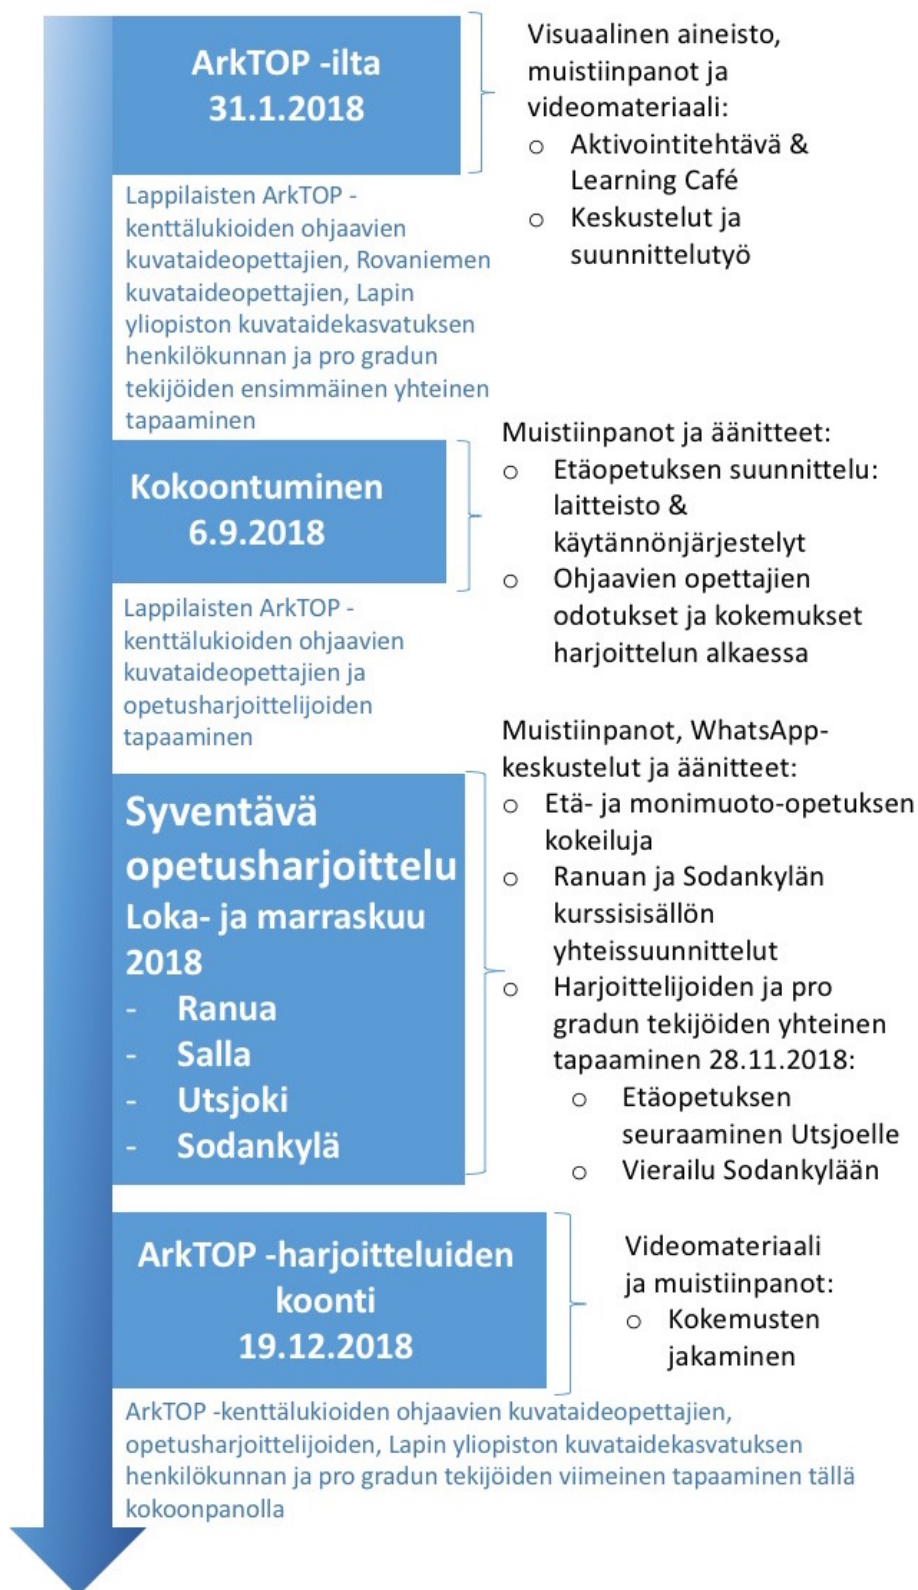 ArkTOP -ilta
31.1.2018
Visuaalinen aineisto,
muistiinpanot ja
videomateriaali:
o Aktivointitehtävä &
Learning Café
o Keskustelut ja
suunnittelutyö
Lappilaisten ArkTOP -
kenttälukioiden ohjaavien
kuvataideopettajien, Rovaniemen
kuvataideopettajien, Lapin
yliopiston kuvataidekasvatuksen
henkilökunnan ja pro gradun
tekijöiden ensimmäinen yhteinen
tapaaminen
Kokoontuminen
6.9.2018
Muistiinpanot ja äänitteet:
o Etäopetuksen suunnittelu:
laitteisto &
käytännönjärjestelyt
o Ohjaavien opettajien
odotukset ja kokemukset
harjoittelun alkaessa
Lappilaisten ArkTOP -
kenttälukioiden ohjaavien
kuvataideopettajien ja
opetusharjoittelijoiden
tapaaminen
Syventävä
opetusharjoittelu
Loka- ja marraskuu
2018
- Ranua
- Salla
- Utsjoki
- Sodankylä
Muistiinpanot, WhatsApp-
keskustelut ja äänitteet:
o Etä- ja monimuoto-opetuksen
kokeiluja
o Ranuan ja Sodankylän
kurssisisällön
yhteissuunnittelut
o Harjoittelijoiden ja pro
gradun tekijöiden yhteinen
tapaaminen 28.11.2018:
o Etäopetuksen
seuraaminen Utsjoelle
o Vierailu Sodankylään
ArkTOP -harjoitteluiden
koonti
19.12.2018
Videomateriaali
ja muistiinpanot:
o Kokemusten
jakaminen
ArkTOP -kenttälukioiden ohjaavien kuvataideopettajien,
opetusharjoittelijoiden, Lapin yliopiston kuvataidekasvatuksen
henkilökunnan ja pro gradun tekijöiden viimeinen tapaaminen tällä
kokoonpanolla